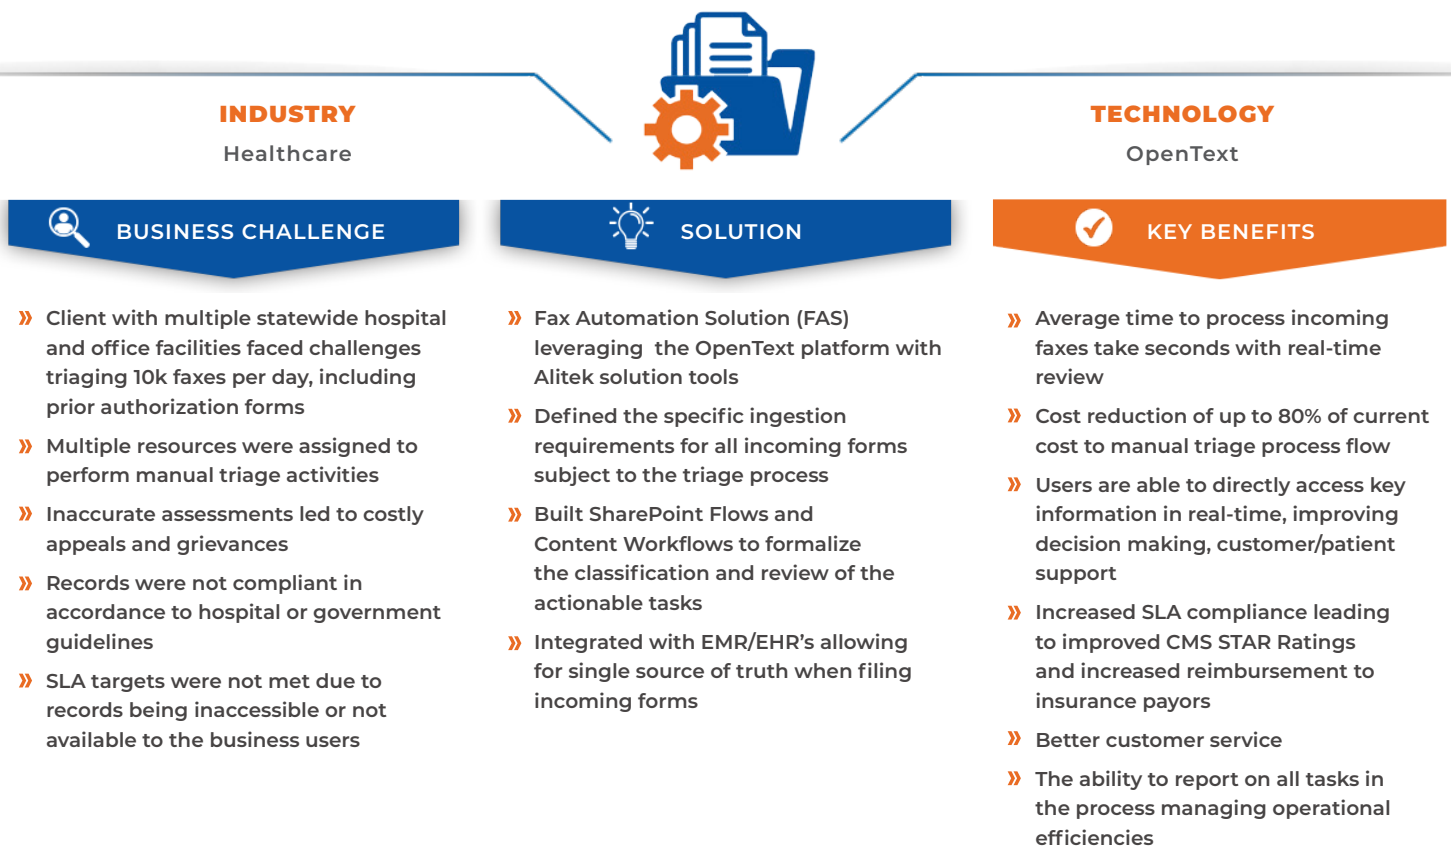 INDUSTRY
Healthcare
TECHNOLOGY
OpenText
BUSINESS CHALLENGE
Client with multiple statewide hospital
and office facilities faced challenges
triaging 10k faxes per day, including
prior authorization forms
Multiple resources were assigned to
perform manual triage activities
Inaccurate assessments led to costly
appeals and grievances
Records were not compliant in
accordance to hospital or government
guidelines
SLA targets were not met due to
records being inaccessible or not
available to the business users
SOLUTION
Fax Automation Solution (FAS)
leveraging the OpenText platform with
Alitek solution tools
Defined the specific ingestion
requirements for all incoming forms
subject to the triage process
Built SharePoint Flows and
Content Workflows to formalize
the classification and review of the
actionable tasks
Integrated with EMR/EHR’s allowing
for single source of truth when filing
incoming forms
KEY BENEFITS
Average time to process incoming
faxes take seconds with real-time
review
Cost reduction of up to 80% of current
cost to manual triage process flow
Users are able to directly access key
information in real-time, improving
decision making, customer/patient
support
Increased SLA compliance leading
to improved CMS STAR Ratings
and increased reimbursement to
insurance payors
Better customer service
The ability to report on all tasks in
the process managing operational
efficiencies